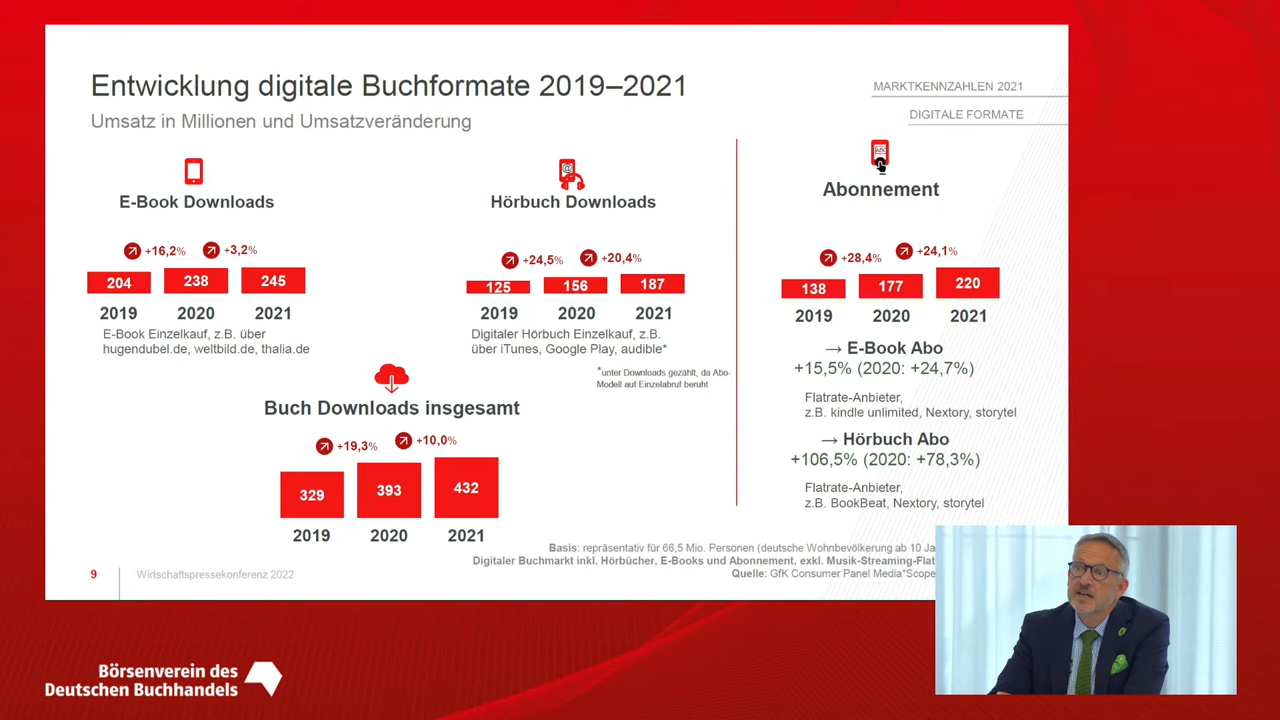 Entwicklung digitale Buchformate 2019–2021
Umsatz in Millionen und Umsatzveränderung
MARKTKENNZAHLEN 2021
DIGITALE FORMATE
E-Book Downloads
+16,2% +3,2%
204 238 245
2019 2020 2021
E-Book Einzelkauf, z.B. über
hugendubel.de, weltbild.de, thalia.de
Hörbuch Downloads
+24,5% +20,4%
125 156 187
2019 2020 2021
Digitaler Hörbuch Einzelkauf, z.B.
über iTunes, Google Play, audible*
*unter Downloads gezählt, da Abo-
Modell auf Einzelabruf beruht
Buch Downloads insgesamt
+19,3% +10,0%
329 393 432
2019 2020 2021
Abonnement
+28,4% +24,1%
138 177 220
2019 2020 2021
→ E-Book Abo
+15,5% (2020: +24,7%)
Flatrate-Anbieter,
z.B. kindle unlimited, Nextory, storytel
→ Hörbuch Abo
+106,5% (2020: +78,3%)
Flatrate-Anbieter,
z.B. BookBeat, Nextory, storytel
Basis: repräsentativ für 66,5 Mio. Personen (deutsche Wohnbevölkerung ab 10 Ja
Digitaler Buchmarkt inkl. Hörbücher, E-Books und Abonnement, exkl. Musik-Streaming-Flat
Quelle: GfK Consumer Panel Media*Scope
9 Wirtschaftspressekonferenz 2022
Börsenverein des
Deutschen Buchhandels